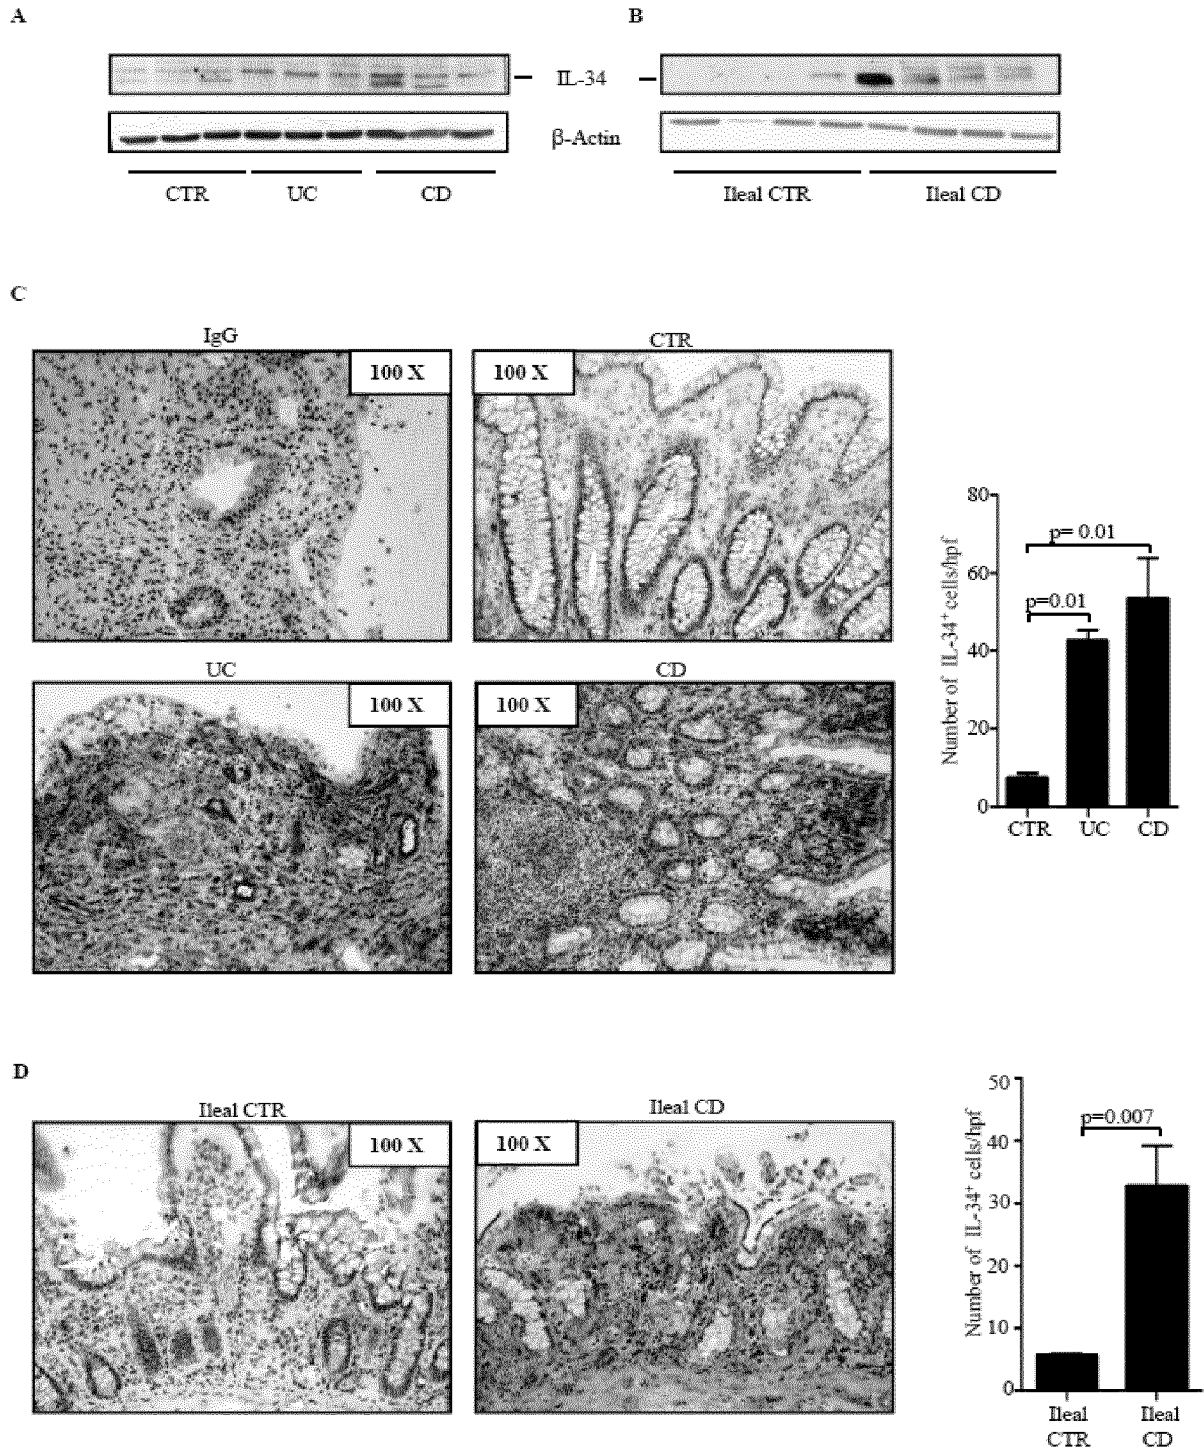 A
B
IL-34
β-Actin
CTR UC CD
Ileal CTR Ileal CD
C
IgG
CTR
100 X
100 X
UC
CD
100 X
100 X
Number of IL-34⁺ cells/hpf
80
60
40
20
0
p= 0.01
p=0.01
CTR UC CD
D
Ileal CTR
Ileal CD
100 X
100 X
Number of IL-34⁺ cells/hpf
50
40
30
20
10
0
p=0.007
Ileal CTR
Ileal CD